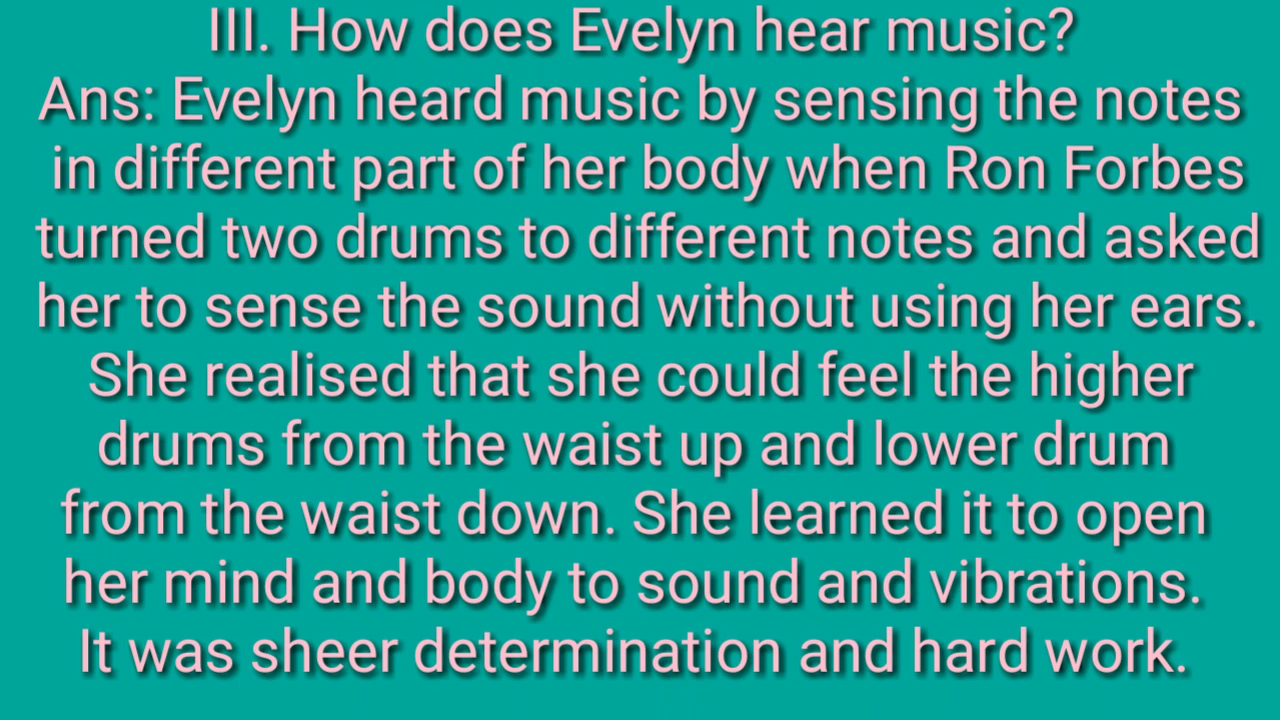 III. How does Evelyn hear music?
Ans: Evelyn heard music by sensing the notes
in different part of her body when Ron Forbes
turned two drums to different notes and asked
her to sense the sound without using her ears.
She realised that she could feel the higher
drums from the waist up and lower drum
from the waist down. She learned it to open
her mind and body to sound and vibrations.
It was sheer determination and hard work.